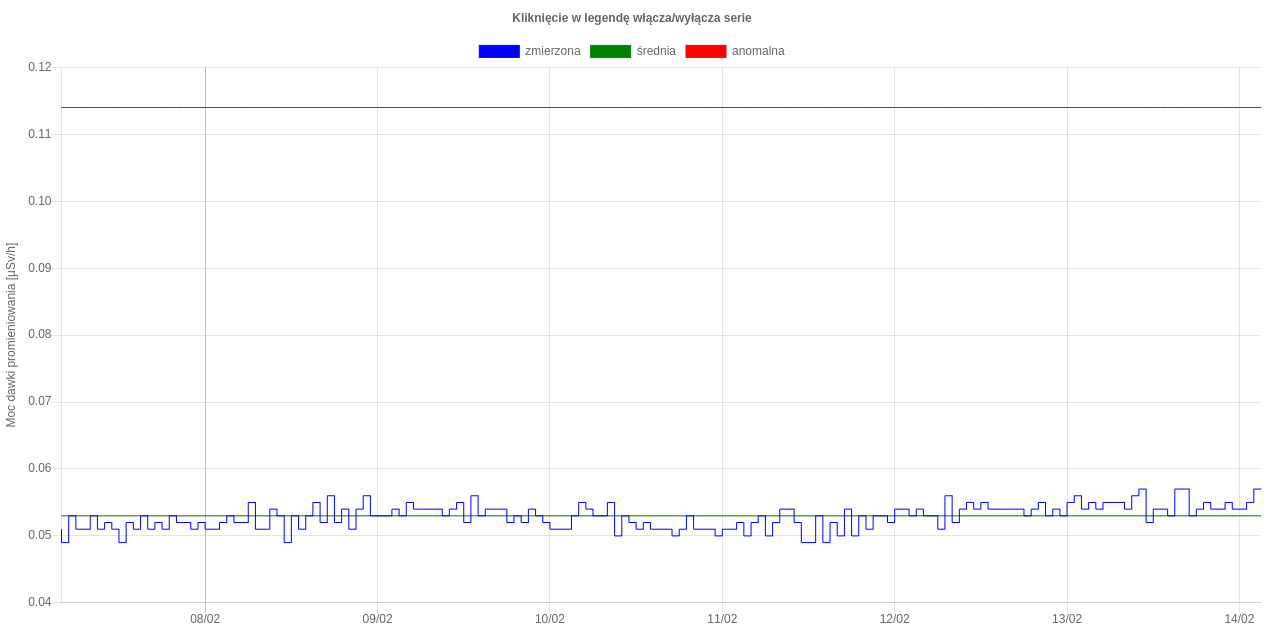 Kliknięcie w legendę włącza/wyłącza serie
zmierzona średnia anomalna
Moc dawki promieniowania [µSv/h]
0.12
0.11
0.10
0.09
0.08
0.07
0.06
0.05
0.04
08/02 09/02 10/02 11/02 12/02 13/02 14/02